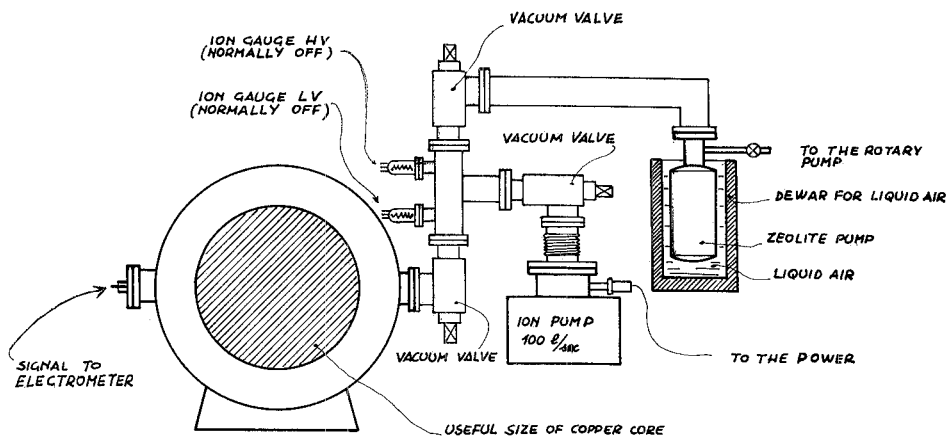 VACUUM VALVE
ION GAUGE HV
(NORMALLY OFF)
ION GAUGE LV
(NORMALLY OFF)
VACUUM VALVE
TO THE ROTARY
PUMP
DEWAR FOR LIQUID AIR
ZEOLITE PUMP
LIQUID AIR
ION PUMP
100 ℓ/sec
VACUUM VALVE
TO THE POWER
SIGNAL TO
ELECTROMETER
USEFUL SIZE OF COPPER CORE